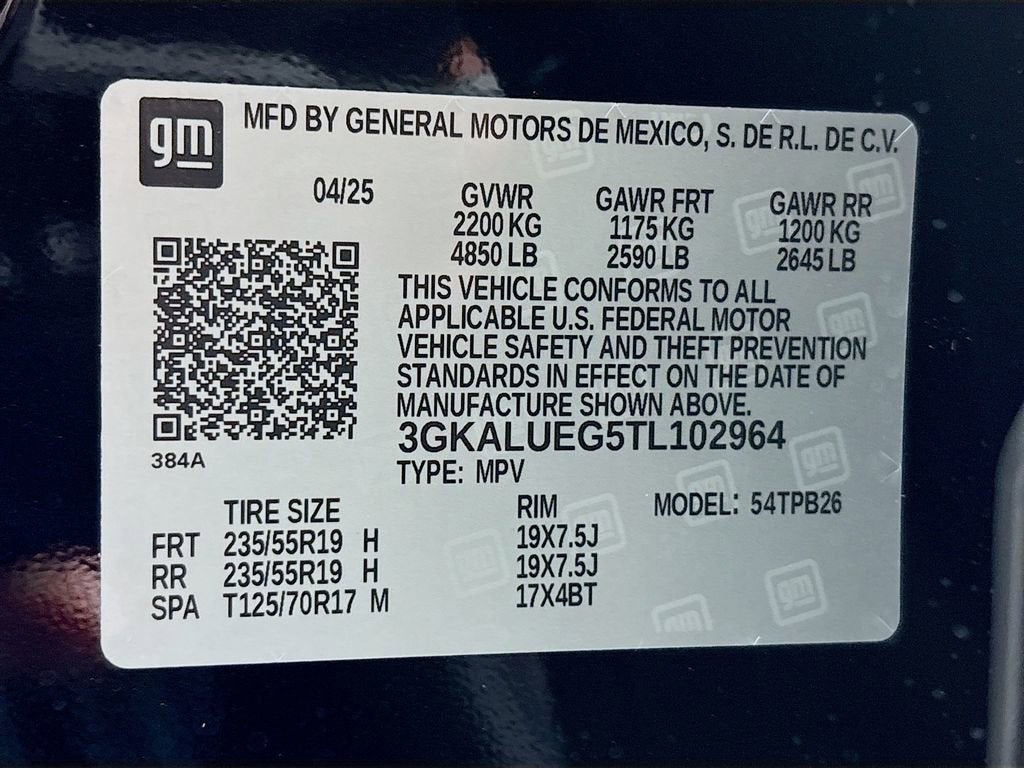 gm
MFD BY GENERAL MOTORS DE MEXICO, S. DE R.L. DE C.V.
04/25 GVWR GAWR FRT GAWR RR
2200 KG 1175 KG 1200 KG
4850 LB 2590 LB 2645 LB
THIS VEHICLE CONFORMS TO ALL
APPLICABLE U.S. FEDERAL MOTOR
VEHICLE SAFETY AND THEFT PREVENTION
STANDARDS IN EFFECT ON THE DATE OF
MANUFACTURE SHOWN ABOVE.
3GKALUEG5TL102964
384A
TYPE: MPV
TIRE SIZE RIM MODEL: 54TPB26
FRT 235/55R19 H 19X7.5J
RR 235/55R19 H 19X7.5J
SPA T125/70R17 M 17X4BT